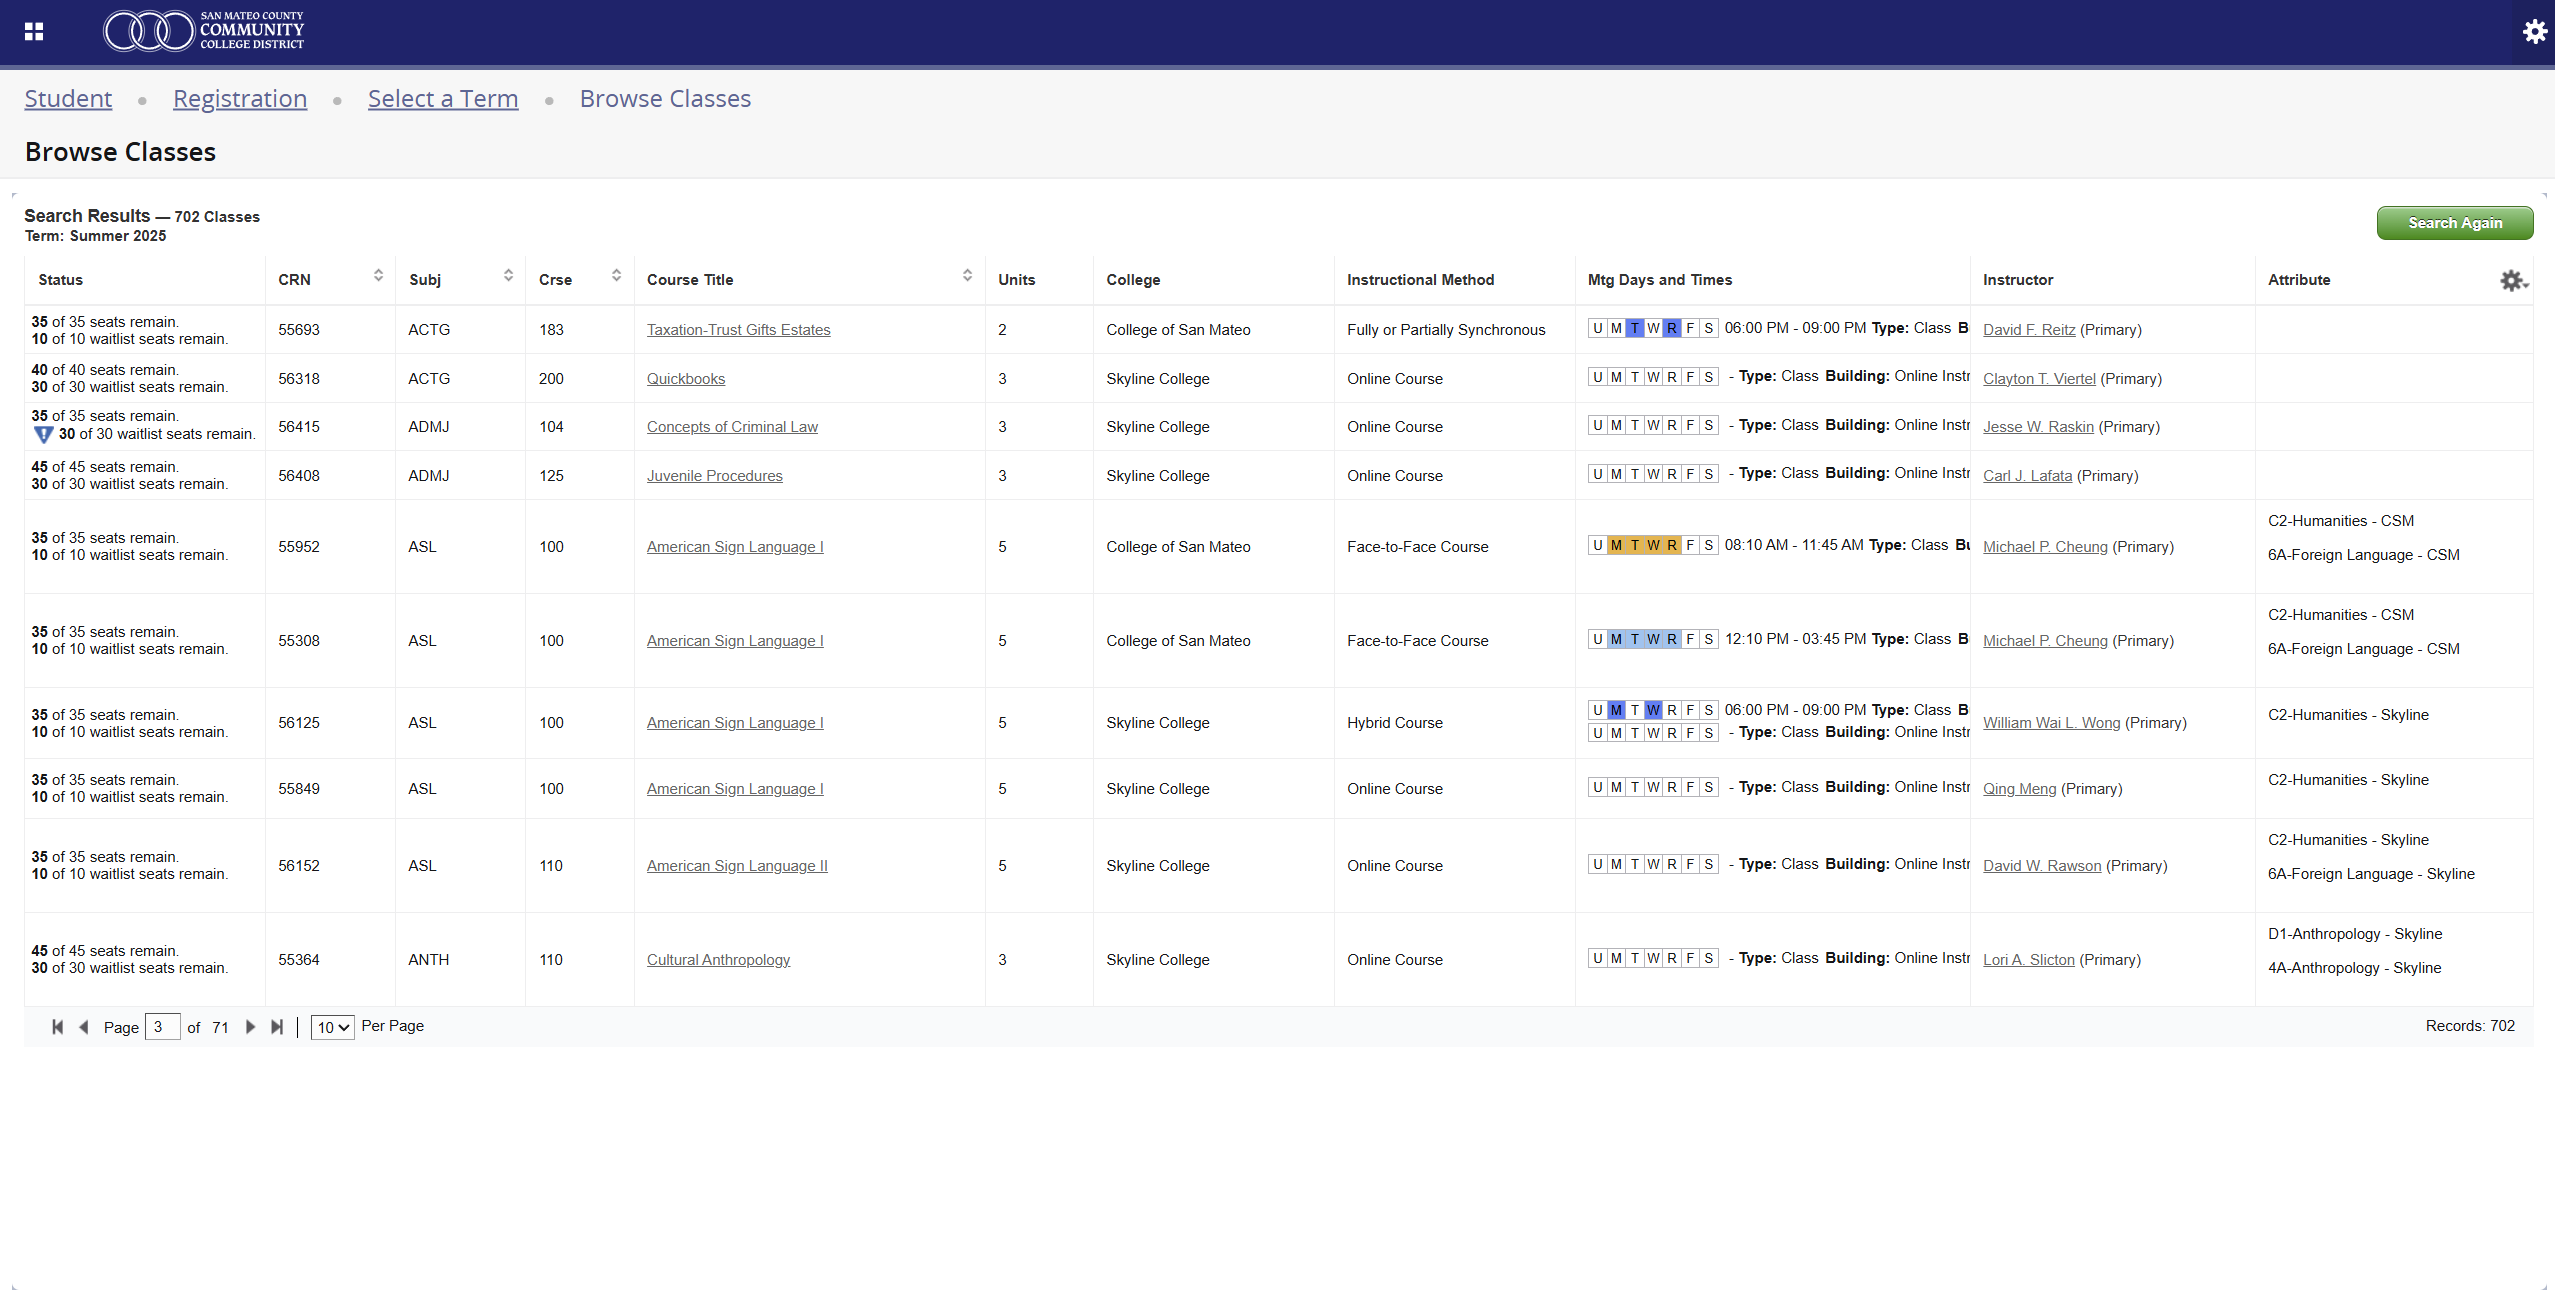 SAN MATEO COUNTY
COMMUNITY
COLLEGE DISTRICT
Student • Registration • Select a Term • Browse Classes
Browse Classes
Search Results — 702 Classes
Term: Summer 2025
Search Again
Status CRN Subj Crse Course Title Units College Instructional Method Mtg Days and Times Instructor Attribute
35 of 35 seats remain.
10 of 10 waitlist seats remain.
55693 ACTG 183 Taxation-Trust Gifts Estates 2 College of San Mateo Fully or Partially Synchronous U M T W R F S 06:00 PM - 09:00 PM Type: Class B David F. Reitz (Primary)
40 of 40 seats remain.
30 of 30 waitlist seats remain.
56318 ACTG 200 Quickbooks 3 Skyline College Online Course U M T W R F S - Type: Class Building: Online Instr Clayton T. Viertel (Primary)
35 of 35 seats remain.
30 of 30 waitlist seats remain.
56415 ADMJ 104 Concepts of Criminal Law 3 Skyline College Online Course U M T W R F S - Type: Class Building: Online Instr Jesse W. Raskin (Primary)
45 of 45 seats remain.
30 of 30 waitlist seats remain.
56408 ADMJ 125 Juvenile Procedures 3 Skyline College Online Course U M T W R F S - Type: Class Building: Online Instr Carl J. Lafata (Primary)
35 of 35 seats remain.
10 of 10 waitlist seats remain.
55952 ASL 100 American Sign Language I 5 College of San Mateo Face-to-Face Course U M T W R F S 08:10 AM - 11:45 AM Type: Class Bu Michael P. Cheung (Primary)
C2-Humanities - CSM
6A-Foreign Language - CSM
35 of 35 seats remain.
10 of 10 waitlist seats remain.
55308 ASL 100 American Sign Language I 5 College of San Mateo Face-to-Face Course U M T W R F S 12:10 PM - 03:45 PM Type: Class B Michael P. Cheung (Primary)
C2-Humanities - CSM
6A-Foreign Language - CSM
35 of 35 seats remain.
10 of 10 waitlist seats remain.
56125 ASL 100 American Sign Language I 5 Skyline College Hybrid Course U M T W R F S 06:00 PM - 09:00 PM Type: Class B
U M T W R F S - Type: Class Building: Online Instr
William Wai L. Wong (Primary)
C2-Humanities - Skyline
35 of 35 seats remain.
10 of 10 waitlist seats remain.
55849 ASL 100 American Sign Language I 5 Skyline College Online Course U M T W R F S - Type: Class Building: Online Instr Qing Meng (Primary)
C2-Humanities - Skyline
35 of 35 seats remain.
10 of 10 waitlist seats remain.
56152 ASL 110 American Sign Language II 5 Skyline College Online Course U M T W R F S - Type: Class Building: Online Instr David W. Rawson (Primary)
C2-Humanities - Skyline
6A-Foreign Language - Skyline
45 of 45 seats remain.
30 of 30 waitlist seats remain.
55364 ANTH 110 Cultural Anthropology 3 Skyline College Online Course U M T W R F S - Type: Class Building: Online Instr Lori A. Slicton (Primary)
D1-Anthropology - Skyline
4A-Anthropology - Skyline
Page 3 of 71 | 10 Per Page Records: 702